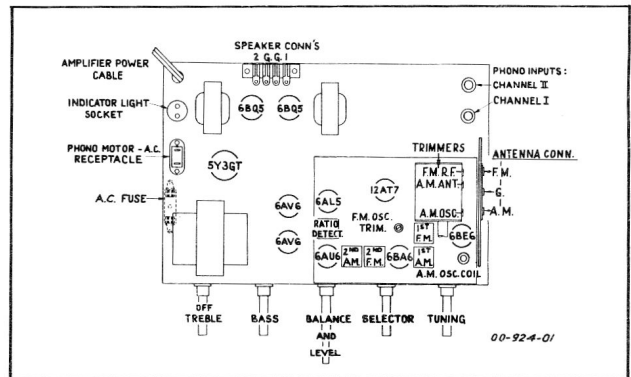 SPEAKER CONN'S
2 G. G. 1
AMPLIFIER POWER
CABLE
PHONO INPUTS:
CHANNEL II
CHANNEL I
INDICATOR LIGHT
SOCKET
6BQ5
6BQ5
PHONO MOTOR - A.C.
RECEPTACLE
5Y3GT
TRIMMERS
ANTENNA CONN.
F.M.R.F.
A.M.ANT.
F.M.
G.
A.M.
A.C. FUSE
6AV6
6AL5
12AT7
F.M. OSC.
TRIM.
A.M.OSC.
RATIO
DETECT.
6AV6
1ST
F.M.
6BE6
6AU6
2ND
A.M.
2ND
F.M.
6BA6
1ST
A.M.
A.M. OSC.COIL
OFF
TREBLE
BASS
BALANCE
AND
LEVEL
SELECTOR
TUNING
00-924-01